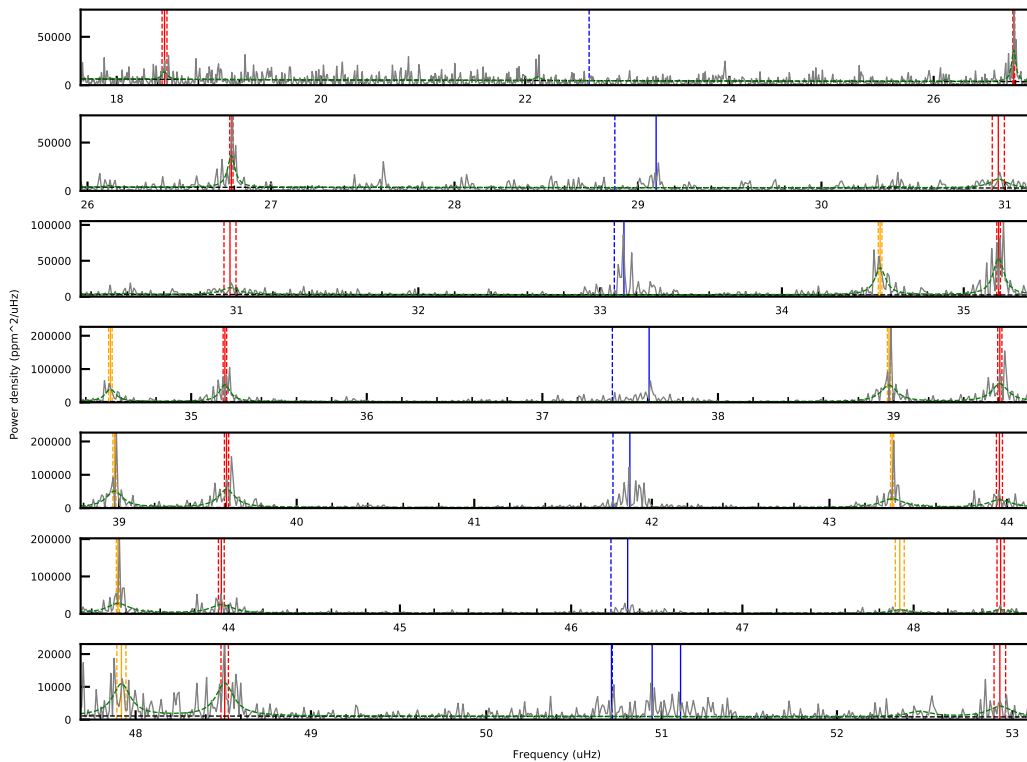 50000
0
18 20 22 24 26
50000
0
26 27 28 29 30 31
100000
50000
0
31 32 33 34 35
Power density (ppm^2/uHz)
200000
100000
0
35 36 37 38 39
200000
100000
0
39 40 41 42 43 44
200000
100000
0
44 45 46 47 48
20000
10000
0
48 49 50 51 52 53
Frequency (uHz)